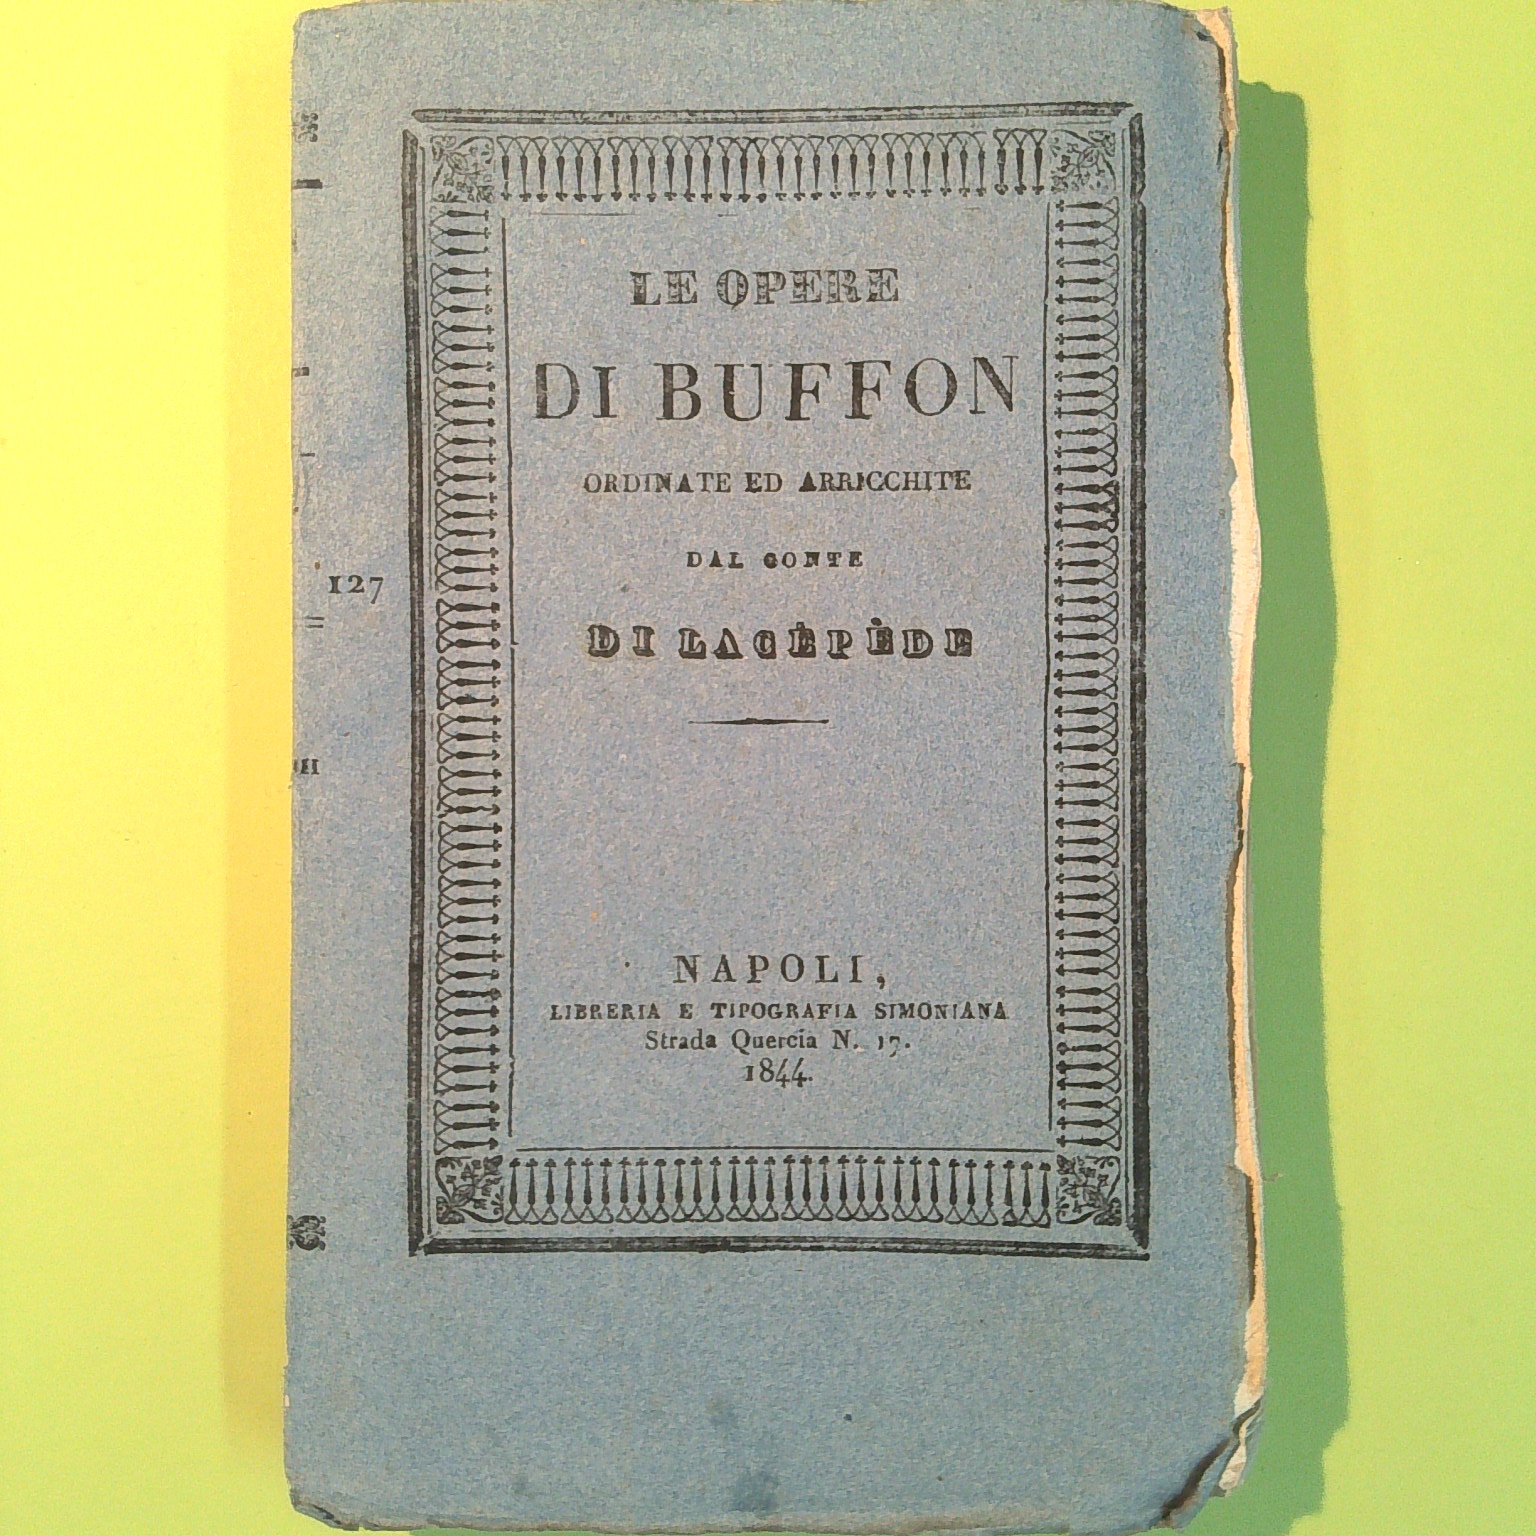 LE OPERE
DI BUFFON
ORDINATE ED ARRICCHITE
DAL CONTE
DI LACÉPÈDE
127
NAPOLI,
LIBRERIA E TIPOGRAFIA SIMONIANA
Strada Quercia N. 17.
1844.